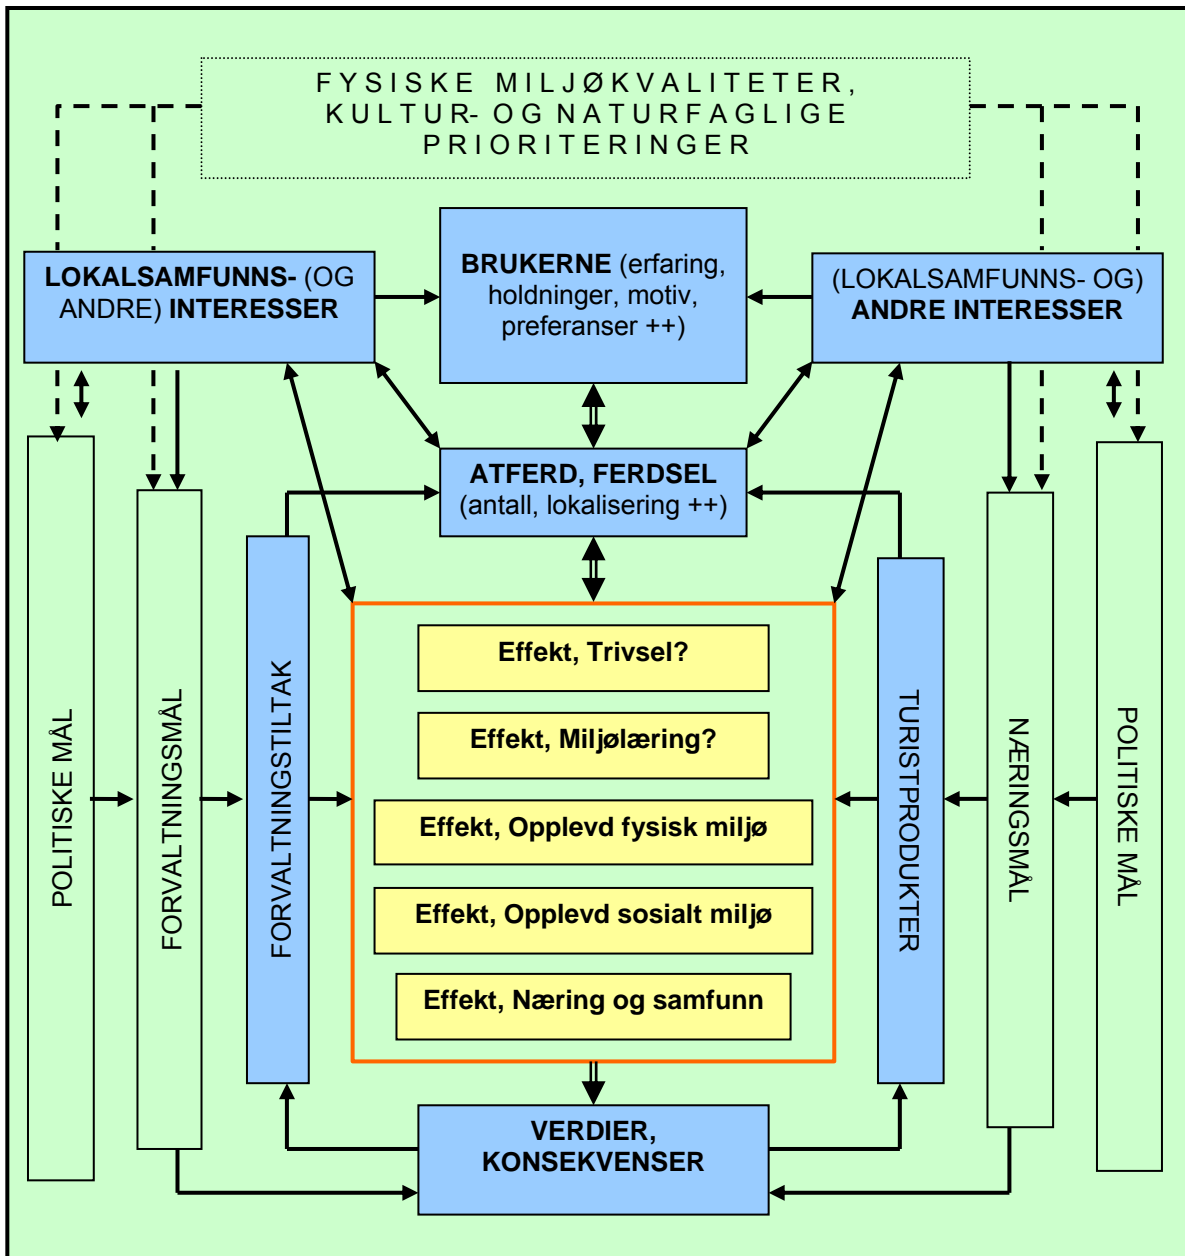 FYSISKE MILJØKVALITETER,
KULTUR- OG NATURFAGLIGE
PRIORITERINGER
LOKALSAMFUNNS- (OG
ANDRE) INTERESSER
BRUKERNE (erfaring,
holdninger, motiv,
preferanser ++)
(LOKALSAMFUNNS- OG)
ANDRE INTERESSER
ATFERD, FERDSEL
(antall, lokalisering ++)
POLITISKE MÅL
FORVALTNINGSMÅL
FORVALTNINGSTILTAK
Effekt, Trivsel?
Effekt, Miljølæring?
Effekt, Opplevd fysisk miljø
Effekt, Opplevd sosialt miljø
Effekt, Næring og samfunn
TURISTPRODUKTER
NÆRINGSMÅL
POLITISKE MÅL
VERDIER,
KONSEKVENSER